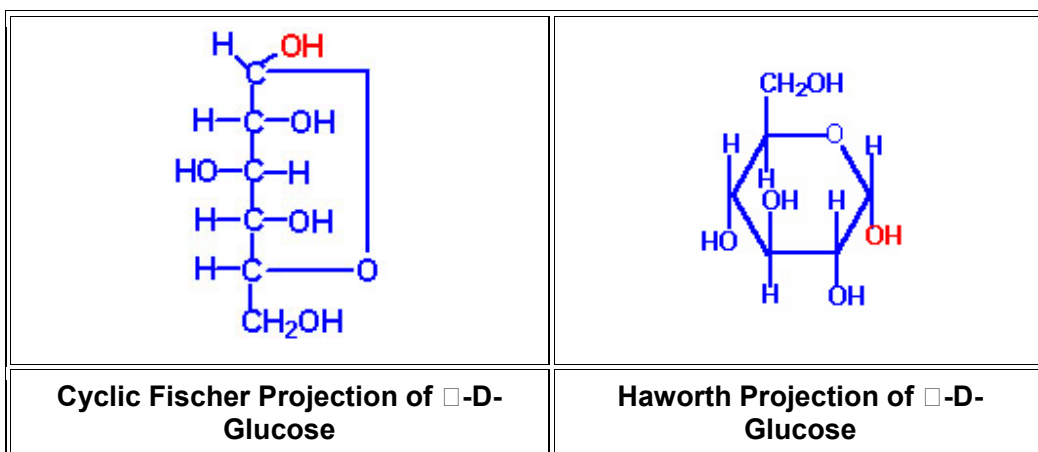 H OH
C
H–C–OH
HO–C–H
H–C–OH
H–C O
CH₂OH
CH₂OH
O
H H
H
OH H
HO OH
H OH
Cyclic Fischer Projection of □-D-
Glucose
Haworth Projection of □-D-
Glucose